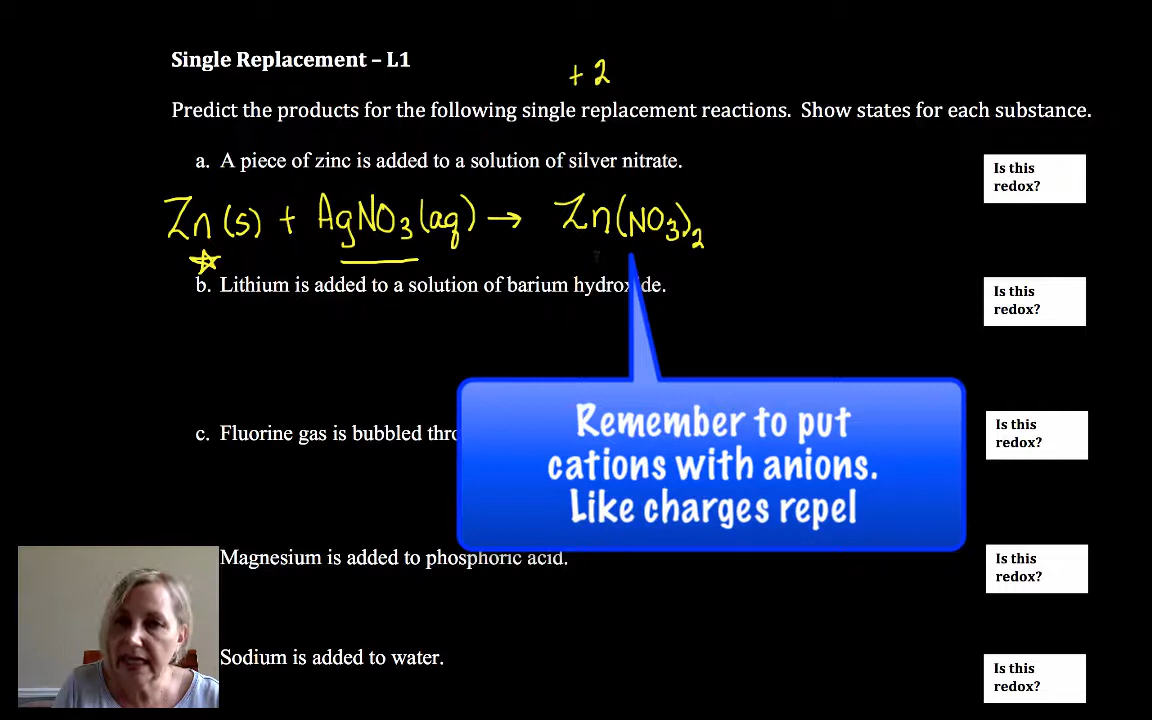 Single Replacement – L1
+ 2
Predict the products for the following single replacement reactions. Show states for each substance.
a. A piece of zinc is added to a solution of silver nitrate.
Is this
redox?
Zn (s) + AgNO3 (aq) → Zn(NO3)2
b. Lithium is added to a solution of barium hydroxide.
Is this
redox?
Remember to put
cations with anions.
Like charges repel
c. Fluorine gas is bubbled
Is this
redox?
Magnesium is added to phosphoric acid.
Is this
redox?
Sodium is added to water.
Is this
redox?